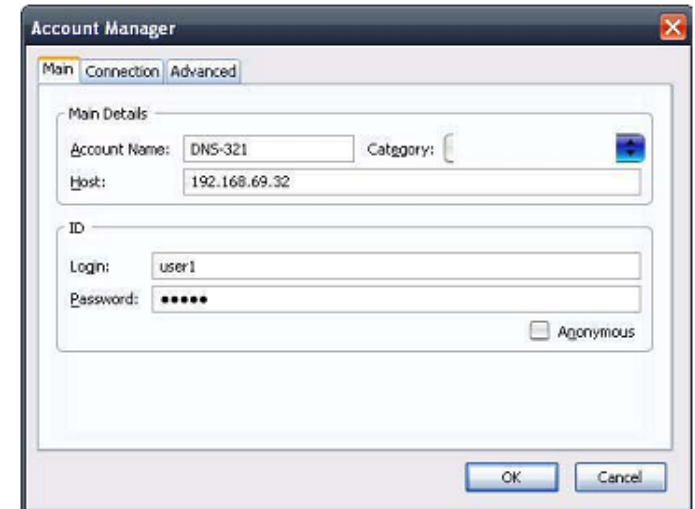 Account Manager
Main Connection Advanced
Main Details
Account Name: DNS-321 Category:
Host: 192.168.69.32
ID
Login: user1
Password: •••••
Anonymous
OK Cancel